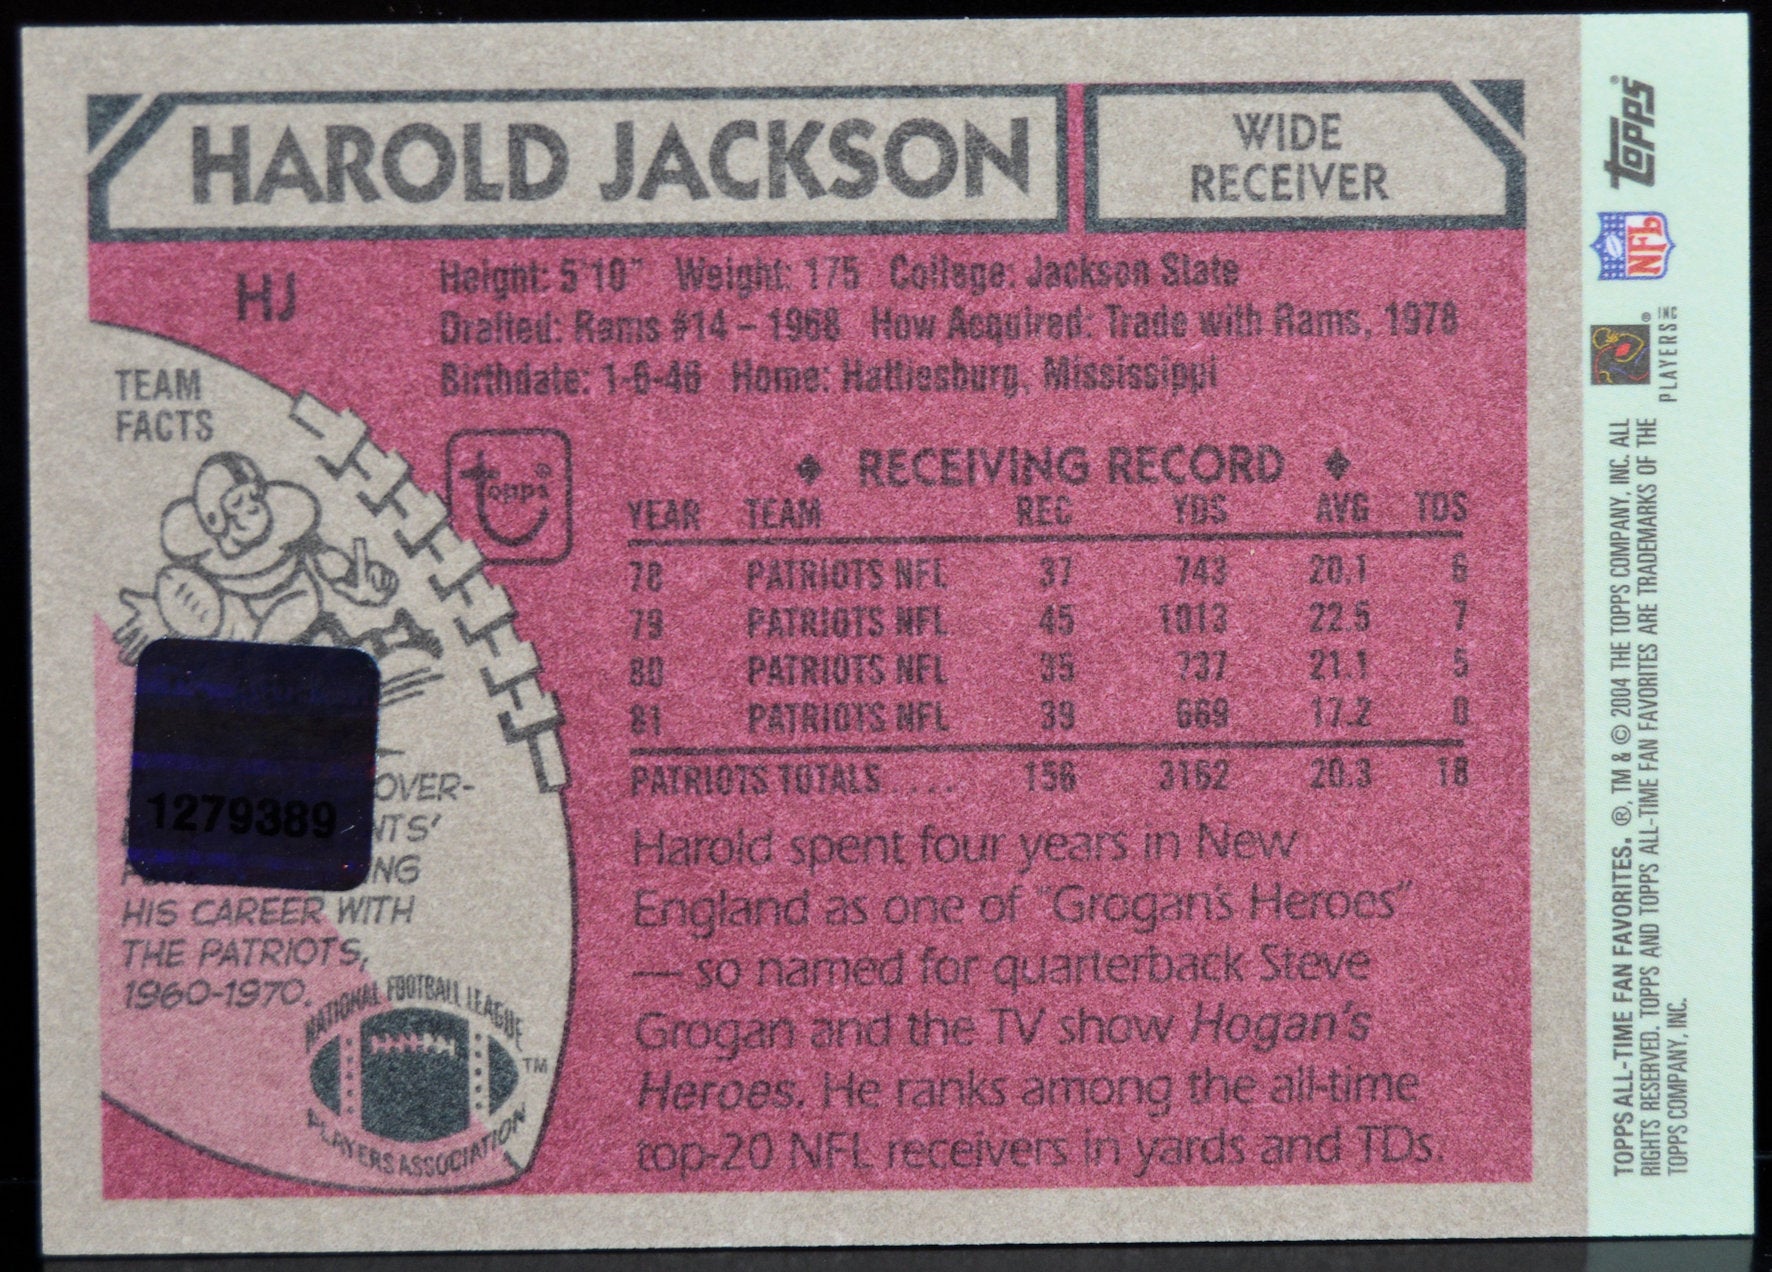 HAROLD JACKSON
WIDE
RECEIVER
HJ
Height: 5'10" Weight: 175 College: Jackson State
Drafted: Rams #14 – 1968 How Acquired: Trade with Rams, 1978
Birthdate: 1-6-46 Home: Hattiesburg, Mississippi
TEAM
FACTS
topps®
◆ RECEIVING RECORD ◆
YEAR TEAM REC YDS AVG TDS
78 PATRIOTS NFL 37 743 20.1 6
79 PATRIOTS NFL 45 1013 22.5 7
80 PATRIOTS NFL 35 737 21.1 5
81 PATRIOTS NFL 39 669 17.2 0
PATRIOTS TOTALS.... 156 3162 20.3 18
Harold spent four years in New
England as one of "Grogan's Heroes"
— so named for quarterback Steve
Grogan and the TV show Hogan's
Heroes. He ranks among the all-time
top-20 NFL receivers in yards and TDs.
1279389
OVER-
NTS'
NG
HIS CAREER WITH
THE PATRIOTS,
1960-1970.
NATIONAL FOOTBALL LEAGUE
PLAYERS ASSOCIATION
TM
topps®
NFL
PLAYERS INC
®
TOPPS ALL-TIME FAN FAVORITES. ®, TM & © 2004 THE TOPPS COMPANY, INC. ALL
RIGHTS RESERVED. TOPPS AND TOPPS ALL-TIME FAN FAVORITES ARE TRADEMARKS OF THE
TOPPS COMPANY, INC.